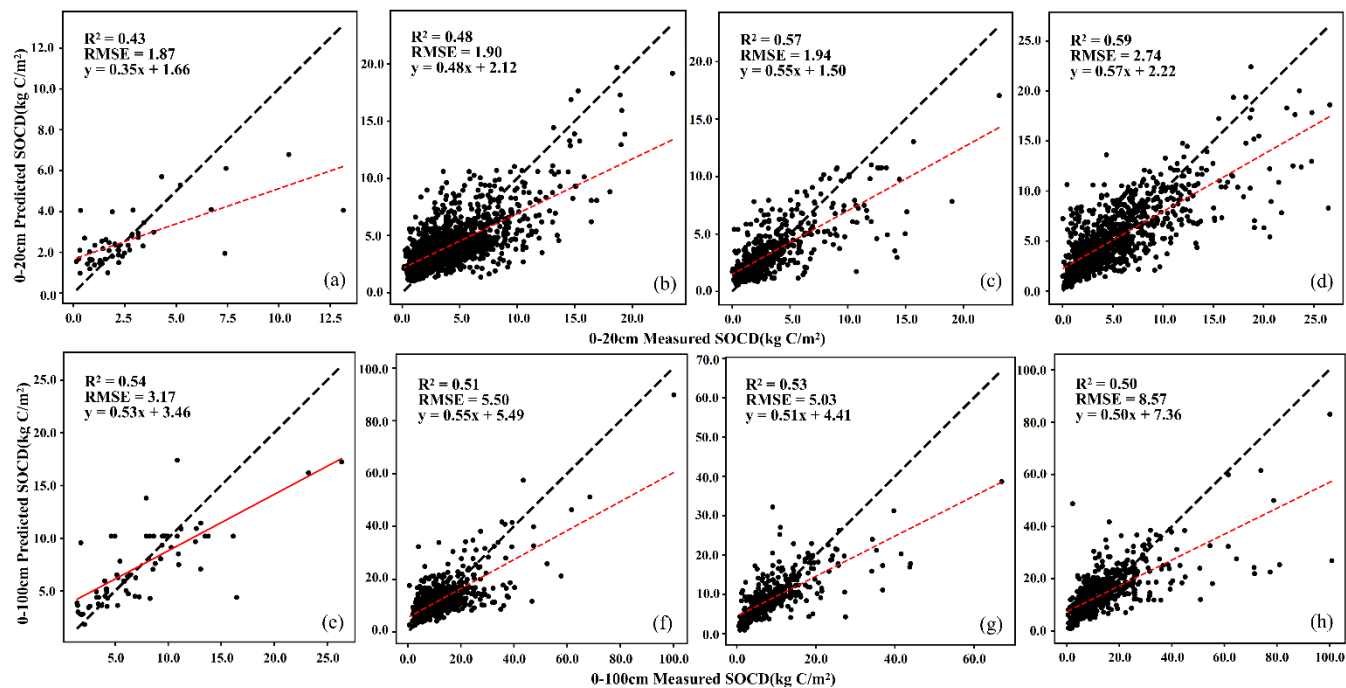 0-20cm Predicted SOCD(kg C/m²)
12.0
10.0
8.0
6.0
4.0
2.0
0.0
R² = 0.43
RMSE = 1.87
y = 0.35x + 1.66
(a)
0.0 2.5 5.0 7.5 10.0 12.5
20.0
15.0
10.0
5.0
0.0
R² = 0.48
RMSE = 1.90
y = 0.48x + 2.12
(b)
0.0 5.0 10.0 15.0 20.0
20.0
15.0
10.0
5.0
0.0
R² = 0.57
RMSE = 1.94
y = 0.55x + 1.50
(c)
0.0 5.0 10.0 15.0 20.0
25.0
20.0
15.0
10.0
5.0
0.0
R² = 0.59
RMSE = 2.74
y = 0.57x + 2.22
(d)
0.0 5.0 10.0 15.0 20.0 25.0
0-20cm Measured SOCD(kg C/m²)
0-100cm Predicted SOCD(kg C/m²)
25.0
20.0
15.0
10.0
5.0
R² = 0.54
RMSE = 3.17
y = 0.53x + 3.46
(e)
5.0 10.0 15.0 20.0 25.0
100.0
80.0
60.0
40.0
20.0
0.0
R² = 0.51
RMSE = 5.50
y = 0.55x + 5.49
(f)
0.0 20.0 40.0 60.0 80.0 100.0
70.0
60.0
50.0
40.0
30.0
20.0
10.0
0.0
R² = 0.53
RMSE = 5.03
y = 0.51x + 4.41
(g)
0.0 20.0 40.0 60.0
100.0
80.0
60.0
40.0
20.0
0.0
R² = 0.50
RMSE = 8.57
y = 0.50x + 7.36
(h)
0.0 20.0 40.0 60.0 80.0 100.0
0-100cm Measured SOCD(kg C/m²)